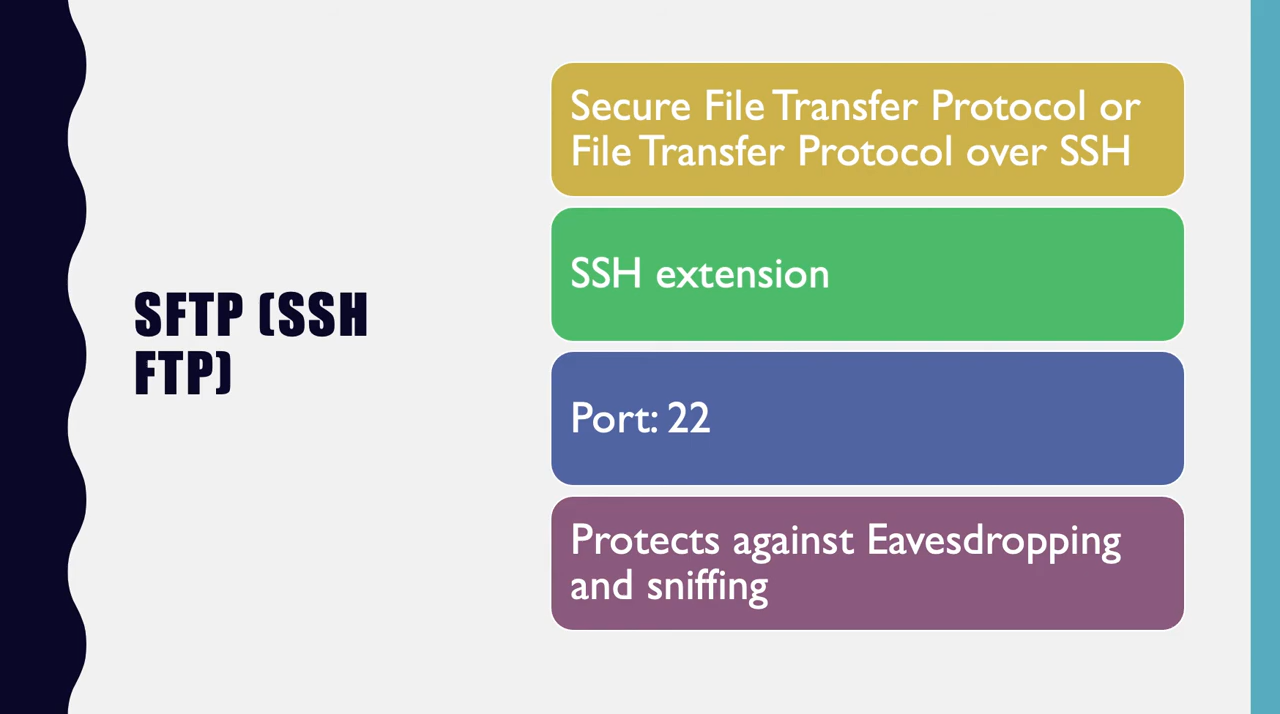 SFTP (SSH
FTP)
Secure File Transfer Protocol or
File Transfer Protocol over SSH
SSH extension
Port: 22
Protects against Eavesdropping
and sniffing